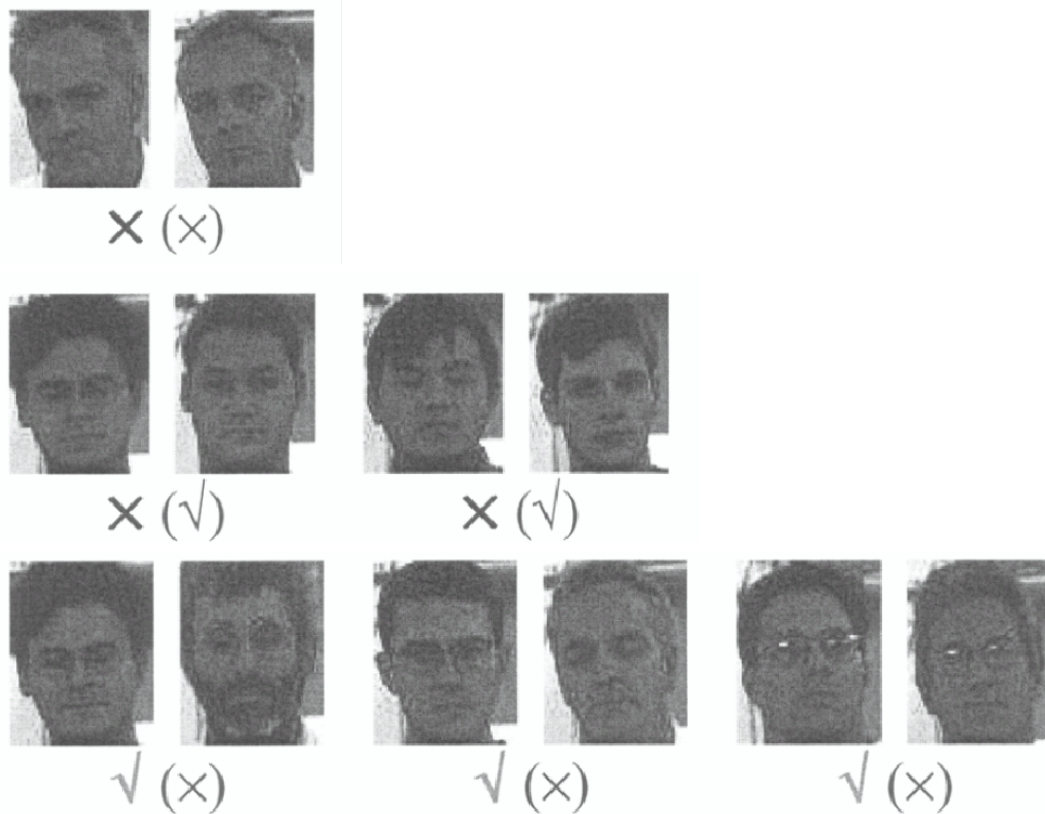 × (×)
× (√) × (√)
√ (×) √ (×) √ (×)